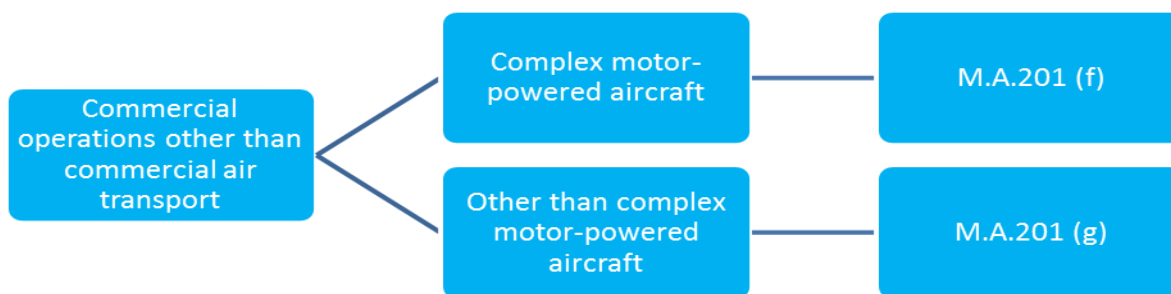 Commercial
operations other than
commercial air
transport
Complex motor-
powered aircraft
M.A.201 (f)
Other than complex
motor-powered
aircraft
M.A.201 (g)